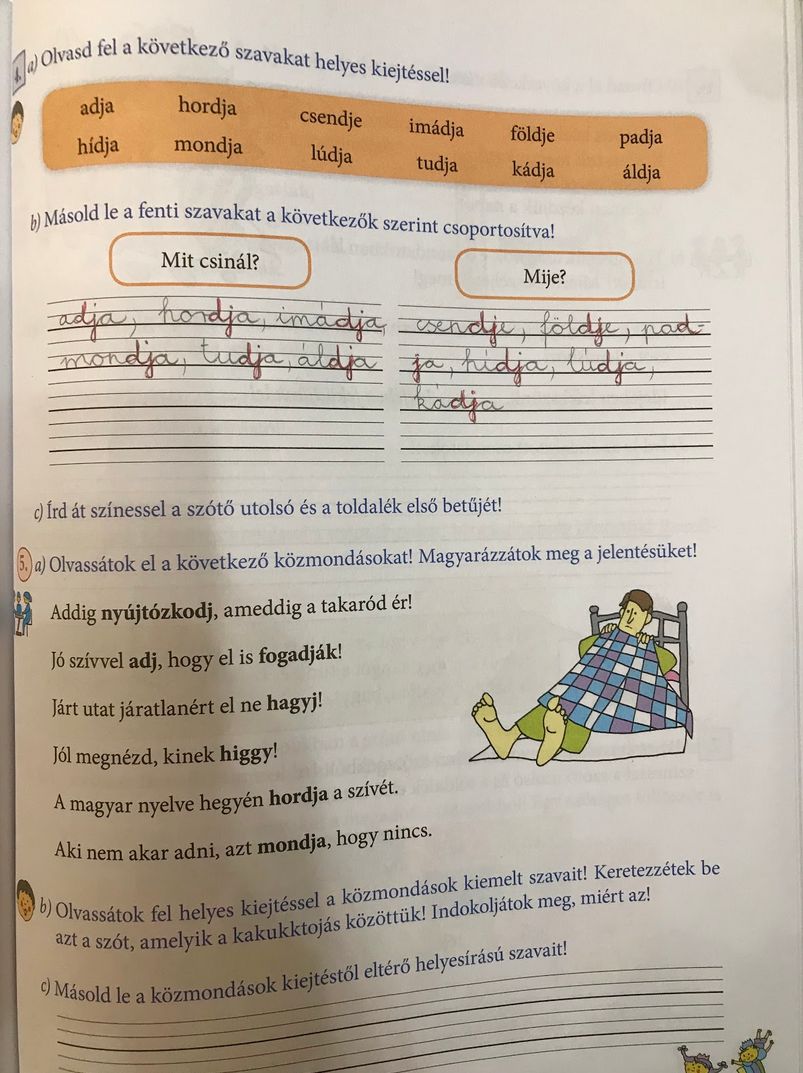 4. a) Olvasd fel a következő szavakat helyes kiejtéssel!
adja hordja csendje imádja földje padja
hídja mondja lúdja tudja kádja áldja
b) Másold le a fenti szavakat a következők szerint csoportosítva!
Mit csinál?
adja, hordja, imádja,
mondja, tudja, áldja
Mije?
csendje, földje, pad-
ja, hídja, lúdja,
kádja
c) Írd át színessel a szótő utolsó és a toldalék első betűjét!
5. a) Olvassátok el a következő közmondásokat! Magyarázzátok meg a jelentésüket!
Addig nyújtózkodj, ameddig a takaród ér!
Jó szívvel adj, hogy el is fogadják!
Járt utat járatlanért el ne hagyj!
Jól megnézd, kinek higgy!
A magyar nyelve hegyén hordja a szívét.
Aki nem akar adni, azt mondja, hogy nincs.
b) Olvassátok fel helyes kiejtéssel a közmondások kiemelt szavait! Keretezzétek be
azt a szót, amelyik a kakukktojás közöttük! Indokoljátok meg, miért az!
c) Másold le a közmondások kiejtéstől eltérő helyesírású szavait!